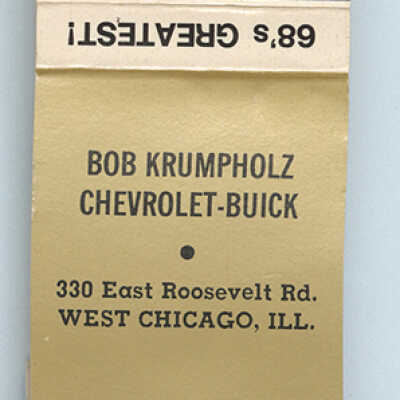 68's GREATEST!
BOB KRUMPHOLZ
CHEVROLET-BUICK
330 East Roosevelt Rd.
WEST CHICAGO, ILL.